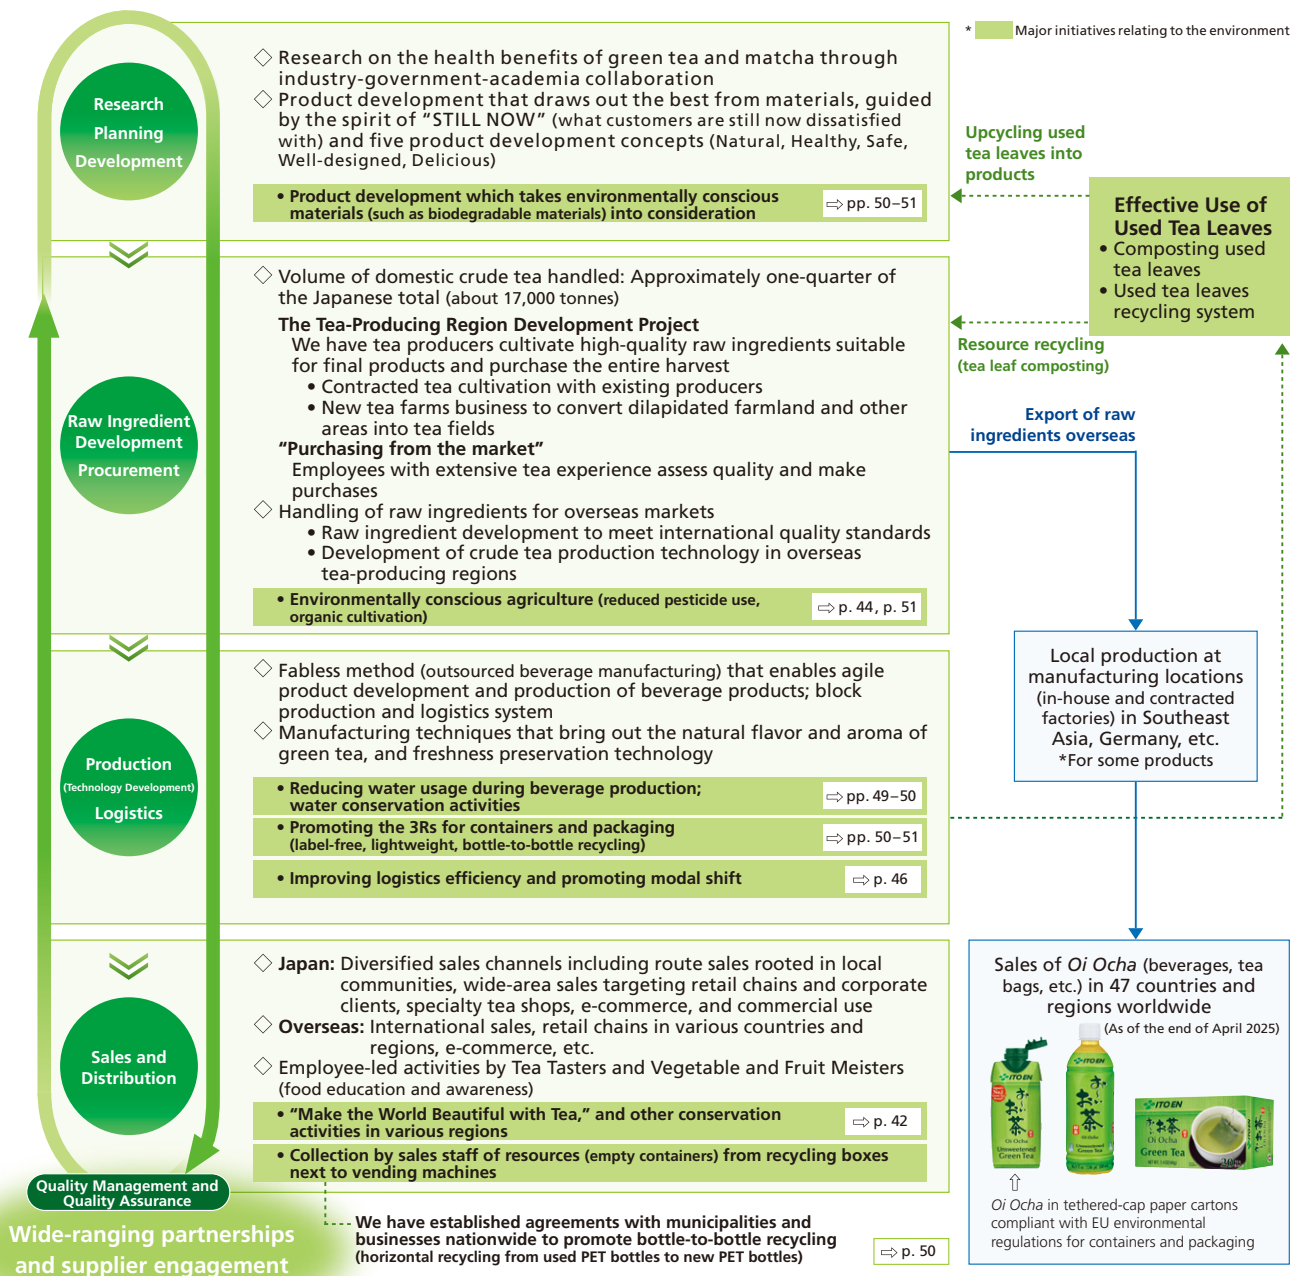 * Major initiatives relating to the environment
Research
Planning
Development
◇ Research on the health benefits of green tea and matcha through
industry-government-academia collaboration
◇ Product development that draws out the best from materials, guided
by the spirit of “STILL NOW” (what customers are still now dissatisfied
with) and five product development concepts (Natural, Healthy, Safe,
Well-designed, Delicious)
• Product development which takes environmentally conscious
materials (such as biodegradable materials) into consideration
⇨ pp. 50–51
Upcycling used
tea leaves into
products
Effective Use of
Used Tea Leaves
• Composting used
tea leaves
• Used tea leaves
recycling system
Resource recycling
(tea leaf composting)
Raw Ingredient
Development
Procurement
◇ Volume of domestic crude tea handled: Approximately one-quarter of
the Japanese total (about 17,000 tonnes)
The Tea-Producing Region Development Project
We have tea producers cultivate high-quality raw ingredients suitable
for final products and purchase the entire harvest
• Contracted tea cultivation with existing producers
• New tea farms business to convert dilapidated farmland and other
areas into tea fields
“Purchasing from the market”
Employees with extensive tea experience assess quality and make
purchases
◇ Handling of raw ingredients for overseas markets
• Raw ingredient development to meet international quality standards
• Development of crude tea production technology in overseas
tea-producing regions
• Environmentally conscious agriculture (reduced pesticide use,
organic cultivation)
⇨ p. 44, p. 51
Export of raw
ingredients overseas
Local production at
manufacturing locations
(in-house and contracted
factories) in Southeast
Asia, Germany, etc.
*For some products
Production
(Technology Development)
Logistics
◇ Fabless method (outsourced beverage manufacturing) that enables agile
product development and production of beverage products; block
production and logistics system
◇ Manufacturing techniques that bring out the natural flavor and aroma of
green tea, and freshness preservation technology
• Reducing water usage during beverage production;
water conservation activities
⇨ pp. 49–50
• Promoting the 3Rs for containers and packaging
(label-free, lightweight, bottle-to-bottle recycling)
⇨ pp. 50–51
• Improving logistics efficiency and promoting modal shift
⇨ p. 46
Sales and
Distribution
◇ Japan: Diversified sales channels including route sales rooted in local
communities, wide-area sales targeting retail chains and corporate
clients, specialty tea shops, e-commerce, and commercial use
◇ Overseas: International sales, retail chains in various countries and
regions, e-commerce, etc.
◇ Employee-led activities by Tea Tasters and Vegetable and Fruit Meisters
(food education and awareness)
• “Make the World Beautiful with Tea,” and other conservation
activities in various regions
⇨ p. 42
• Collection by sales staff of resources (empty containers) from recycling boxes
next to vending machines
Sales of Oi Ocha (beverages, tea
bags, etc.) in 47 countries and
regions worldwide
(As of the end of April 2025)
ITO EN
お〜い
お茶
Oi Ocha
Unsweetened
Green Tea
お〜い
お茶
ITO EN
お〜いお茶
Oi Ocha
Green Tea
⇧
Oi Ocha in tethered-cap paper cartons
compliant with EU environmental
regulations for containers and packaging
Quality Management and
Quality Assurance
Wide-ranging partnerships
and supplier engagement
We have established agreements with municipalities and
businesses nationwide to promote bottle-to-bottle recycling
(horizontal recycling from used PET bottles to new PET bottles)
⇨ p. 50